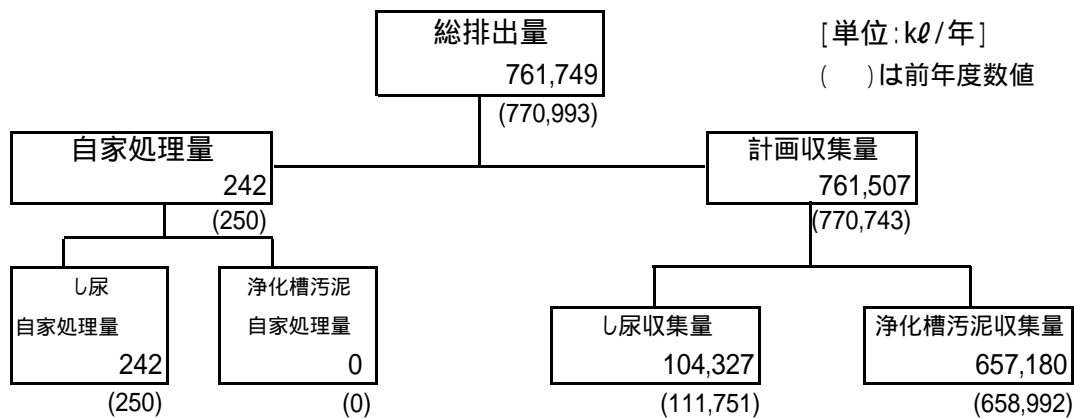 総排出量
761,749
(770,993)
[単位:kℓ/年]
(　)は前年度数値
自家処理量
242
(250)
計画収集量
761,507
(770,743)
し尿
自家処理量
242
(250)
浄化槽汚泥
自家処理量
0
(0)
し尿収集量
104,327
(111,751)
浄化槽汚泥収集量
657,180
(658,992)